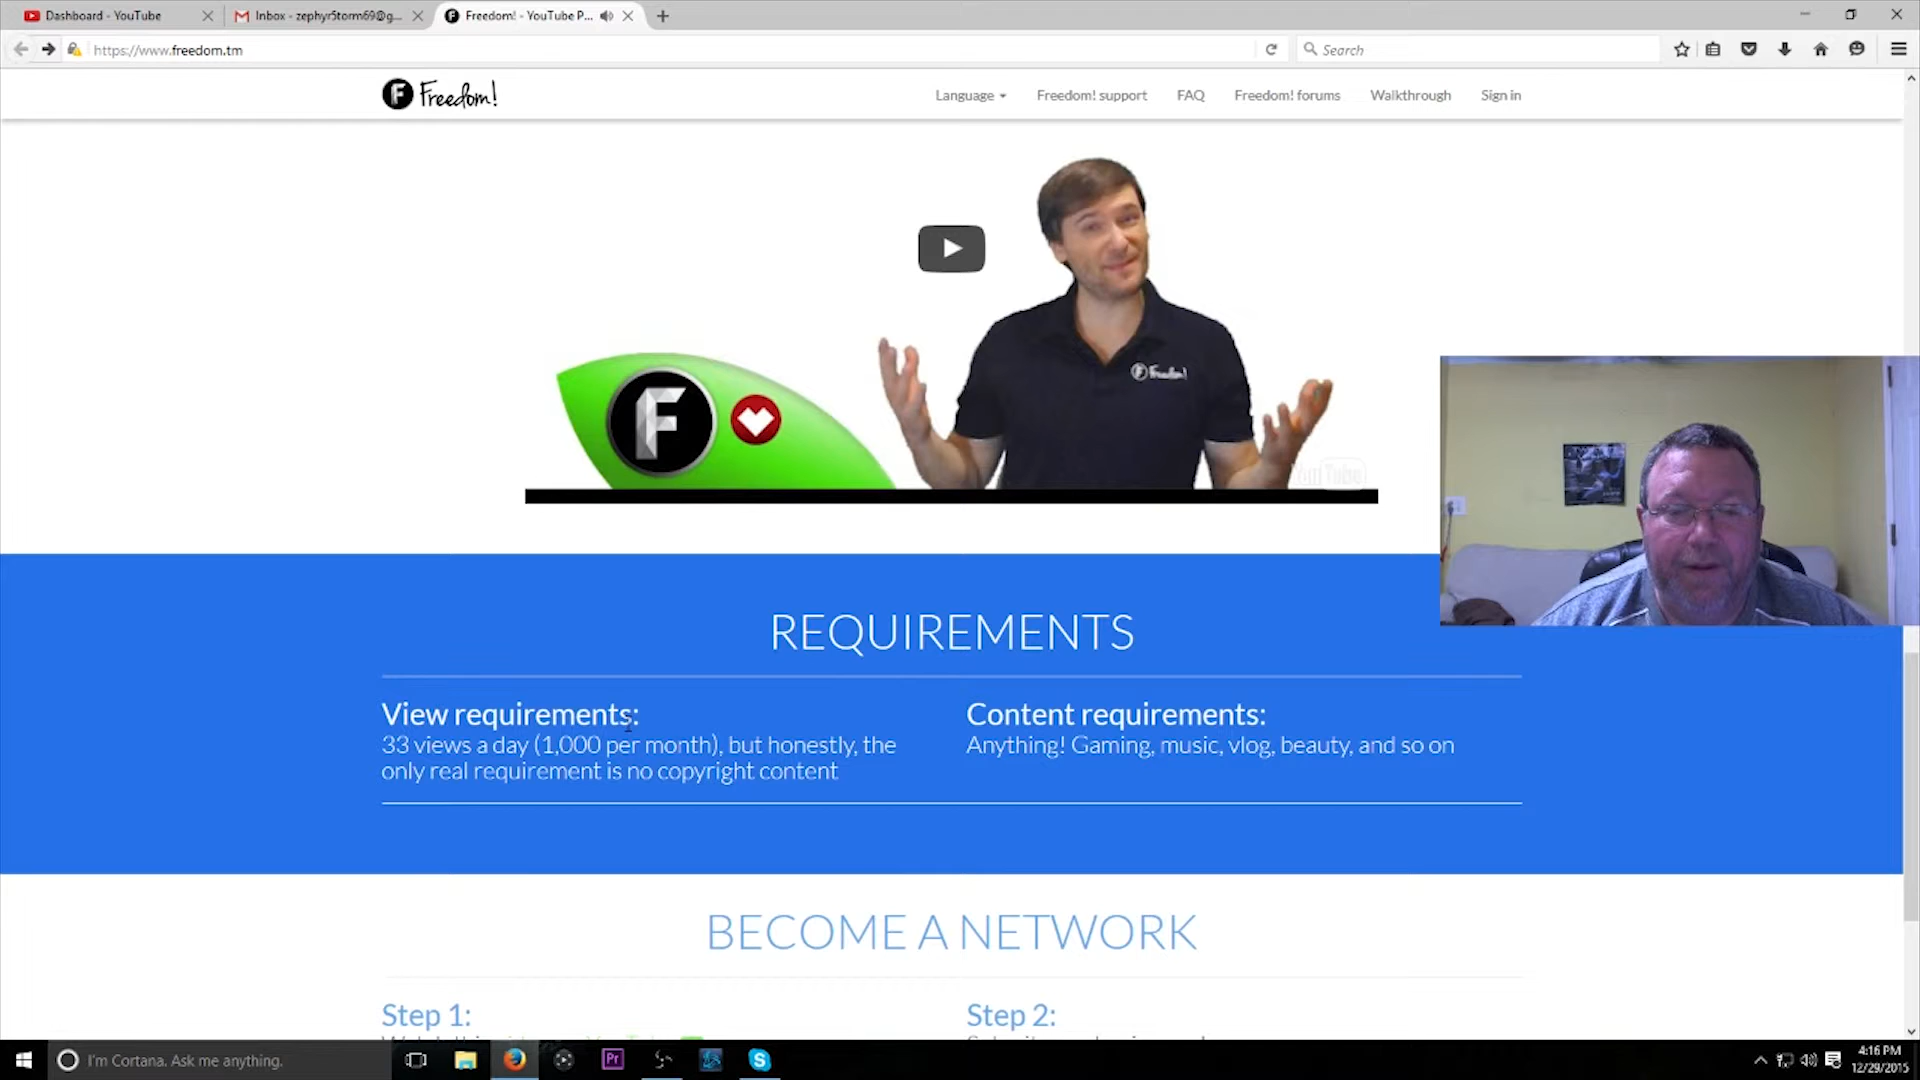 Dashboard - YouTube
Inbox - zephyr5torm69@g...
Freedom! - YouTube P...
https://www.freedom.tm
Search
Freedom!
Language
Freedom! support
FAQ
Freedom! forums
Walkthrough
Sign in
F
Freedom!
YouTube
REQUIREMENTS
View requirements:
33 views a day (1,000 per month), but honestly, the
only real requirement is no copyright content
Content requirements:
Anything! Gaming, music, vlog, beauty, and so on
BECOME A NETWORK
Step 1:
Step 2:
I'm Cortana. Ask me anything.
Pr
4:16 PM
12/29/2015